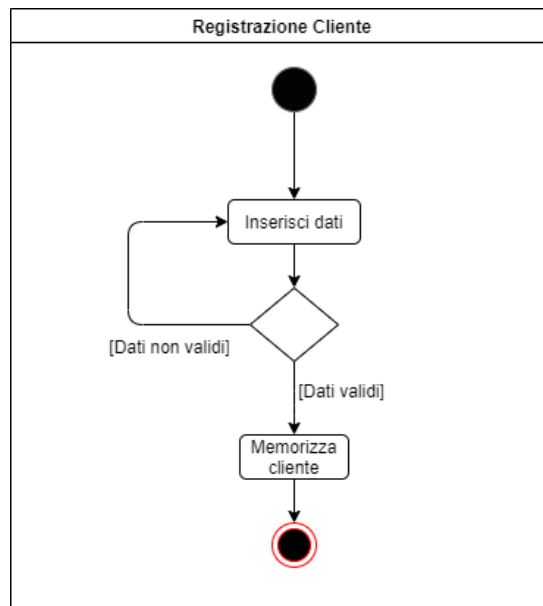 Registrazione Cliente
Inserisci dati
[Dati non validi]
[Dati validi]
Memorizza
cliente